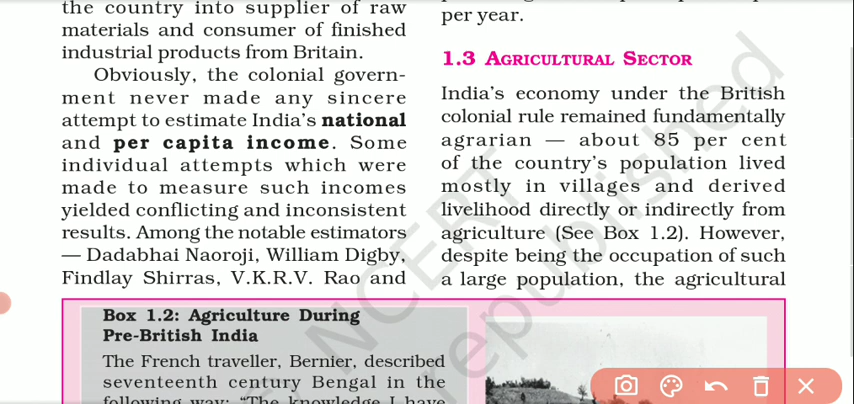 the country into supplier of raw
materials and consumer of finished
industrial products from Britain.
Obviously, the colonial govern-
ment never made any sincere
attempt to estimate India's national
and per capita income. Some
individual attempts which were
made to measure such incomes
yielded conflicting and inconsistent
results. Among the notable estimators
— Dadabhai Naoroji, William Digby,
Findlay Shirras, V.K.R.V. Rao and
per year.
1.3 AGRICULTURAL SECTOR
India's economy under the British
colonial rule remained fundamentally
agrarian — about 85 per cent
of the country's population lived
mostly in villages and derived
livelihood directly or indirectly from
agriculture (See Box 1.2). However,
despite being the occupation of such
a large population, the agricultural
Box 1.2: Agriculture During
Pre-British India
The French traveller, Bernier, described
seventeenth century Bengal in the
following way: “The knowledge I have
NCERT
republished